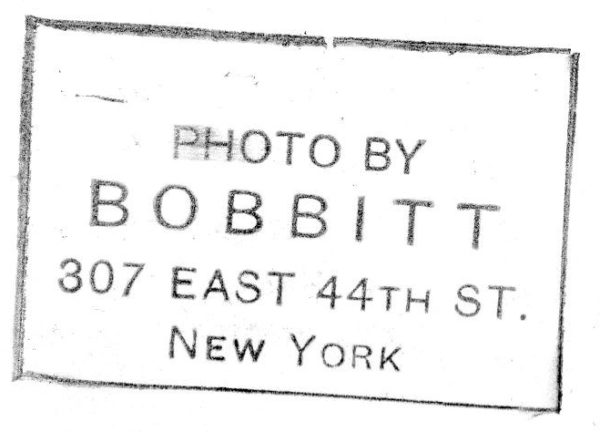 PHOTO BY
BOBBITT
307 EAST 44TH ST.
NEW YORK